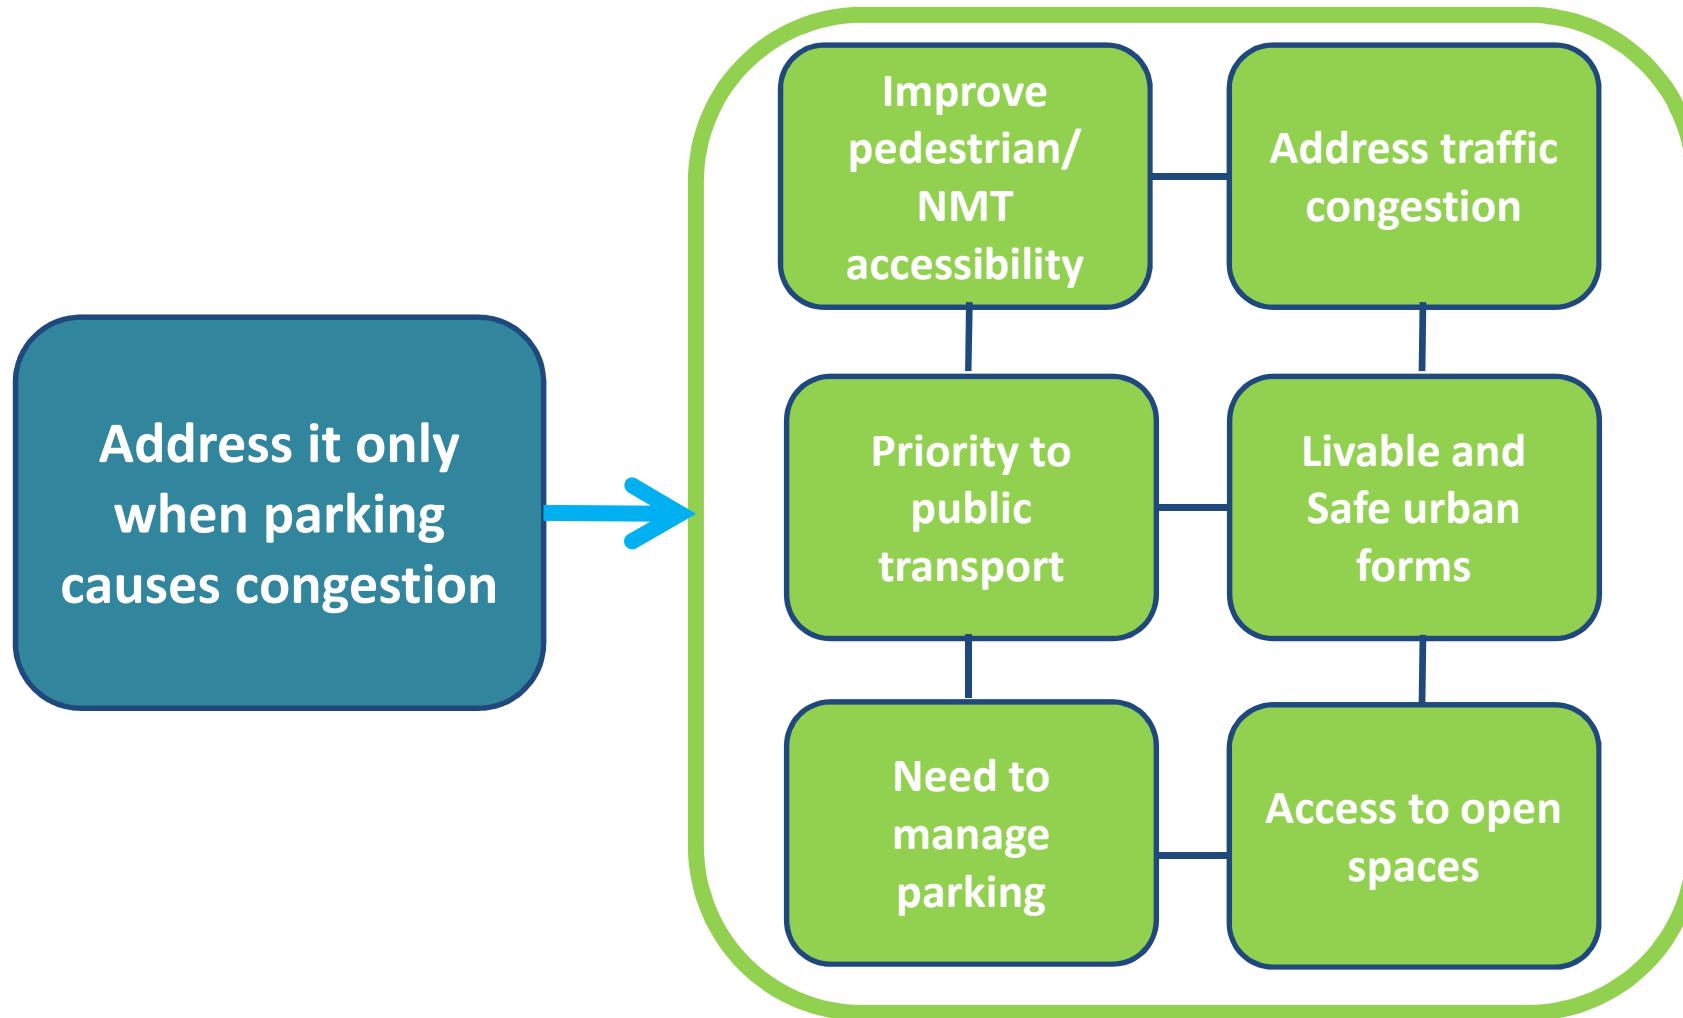 Address it only
when parking
causes congestion
Improve
pedestrian/
NMT
accessibility
Address traffic
congestion
Priority to
public
transport
Livable and
Safe urban
forms
Need to
manage
parking
Access to open
spaces